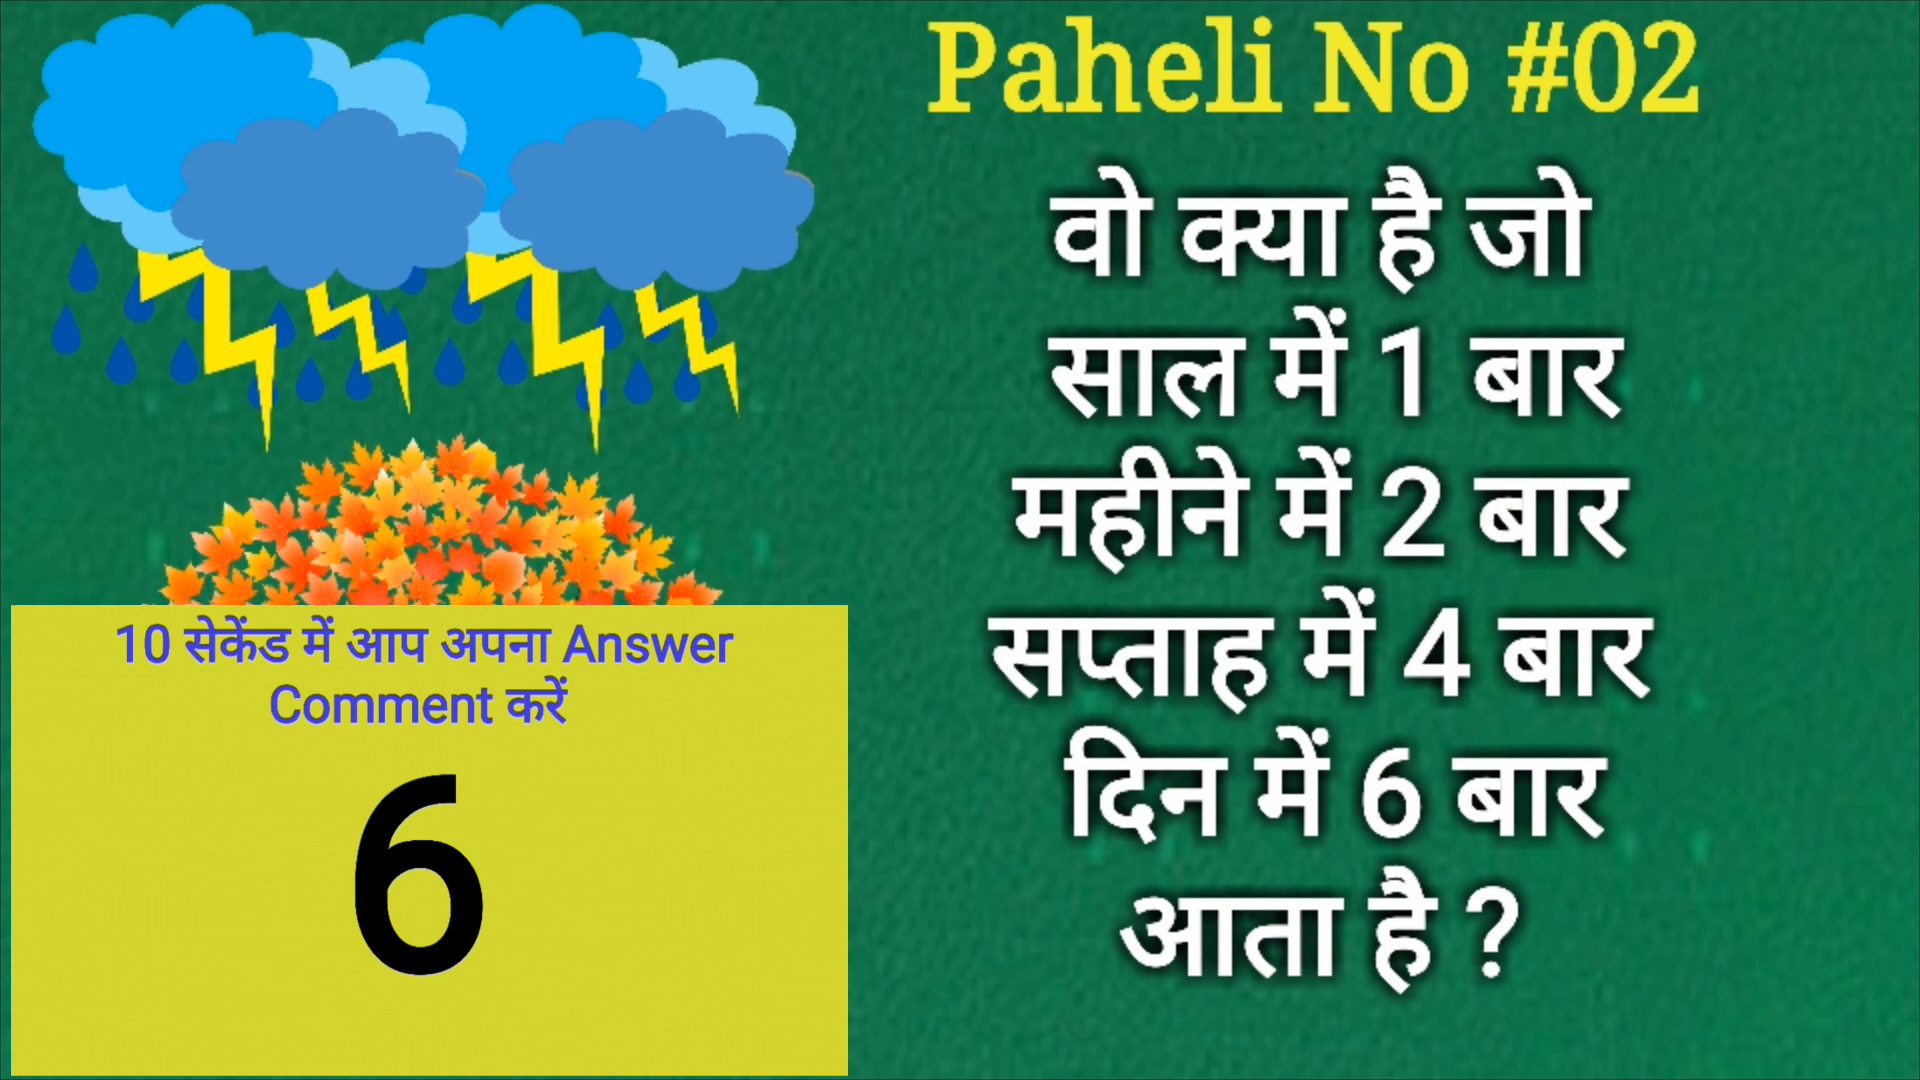 Paheli No #02
वो क्या है जो
साल में 1 बार
महीने में 2 बार
सप्ताह में 4 बार
दिन में 6 बार
आता है ?
10 सेकेंड में आप अपना Answer
Comment करें
6